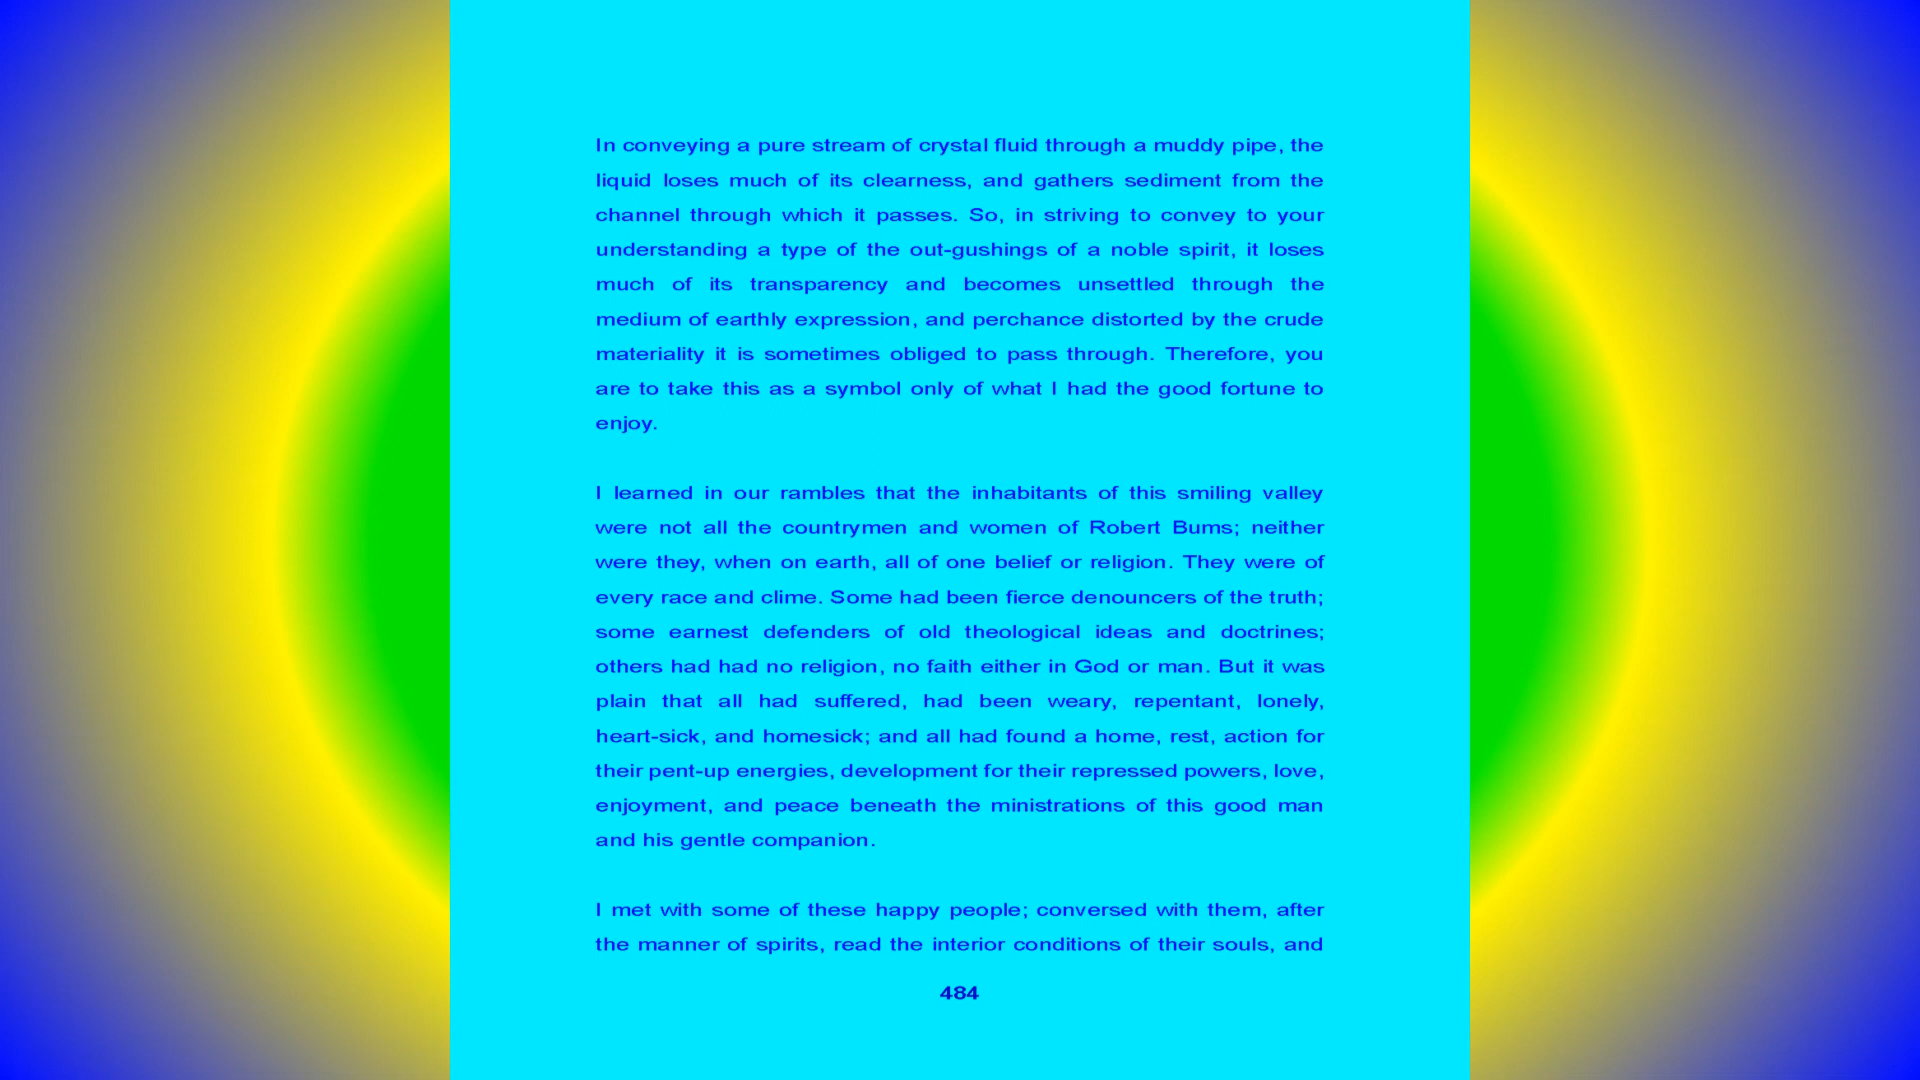 In conveying a pure stream of crystal fluid through a muddy pipe, the
liquid loses much of its clearness, and gathers sediment from the
channel through which it passes. So, in striving to convey to your
understanding a type of the out-gushings of a noble spirit, it loses
much of its transparency and becomes unsettled through the
medium of earthly expression, and perchance distorted by the crude
materiality it is sometimes obliged to pass through. Therefore, you
are to take this as a symbol only of what I had the good fortune to
enjoy.
I learned in our rambles that the inhabitants of this smiling valley
were not all the countrymen and women of Robert Bums; neither
were they, when on earth, all of one belief or religion. They were of
every race and clime. Some had been fierce denouncers of the truth;
some earnest defenders of old theological ideas and doctrines;
others had had no religion, no faith either in God or man. But it was
plain that all had suffered, had been weary, repentant, lonely,
heart-sick, and homesick; and all had found a home, rest, action for
their pent-up energies, development for their repressed powers, love,
enjoyment, and peace beneath the ministrations of this good man
and his gentle companion.
I met with some of these happy people; conversed with them, after
the manner of spirits, read the interior conditions of their souls, and
484